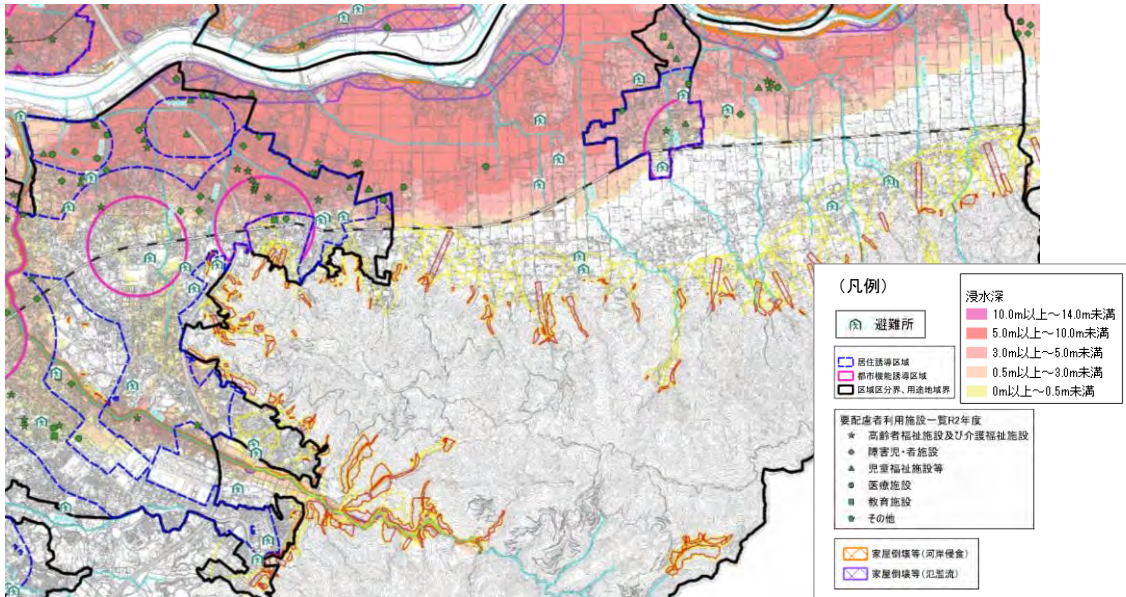 (凡例)
避難所
居住誘導区域
都市機能誘導区域
区域区分界、用途地域界
浸水深
10.0m以上～14.0m未満
5.0m以上～10.0m未満
3.0m以上～5.0m未満
0.5m以上～3.0m未満
0m以上～0.5m未満
要配慮者利用施設一覧R2年度
高齢者福祉施設及び介護福祉施設
障害児・者施設
児童福祉施設等
医療施設
教育施設
その他
家屋倒壊等(河岸侵食)
家屋倒壊等(氾濫流)